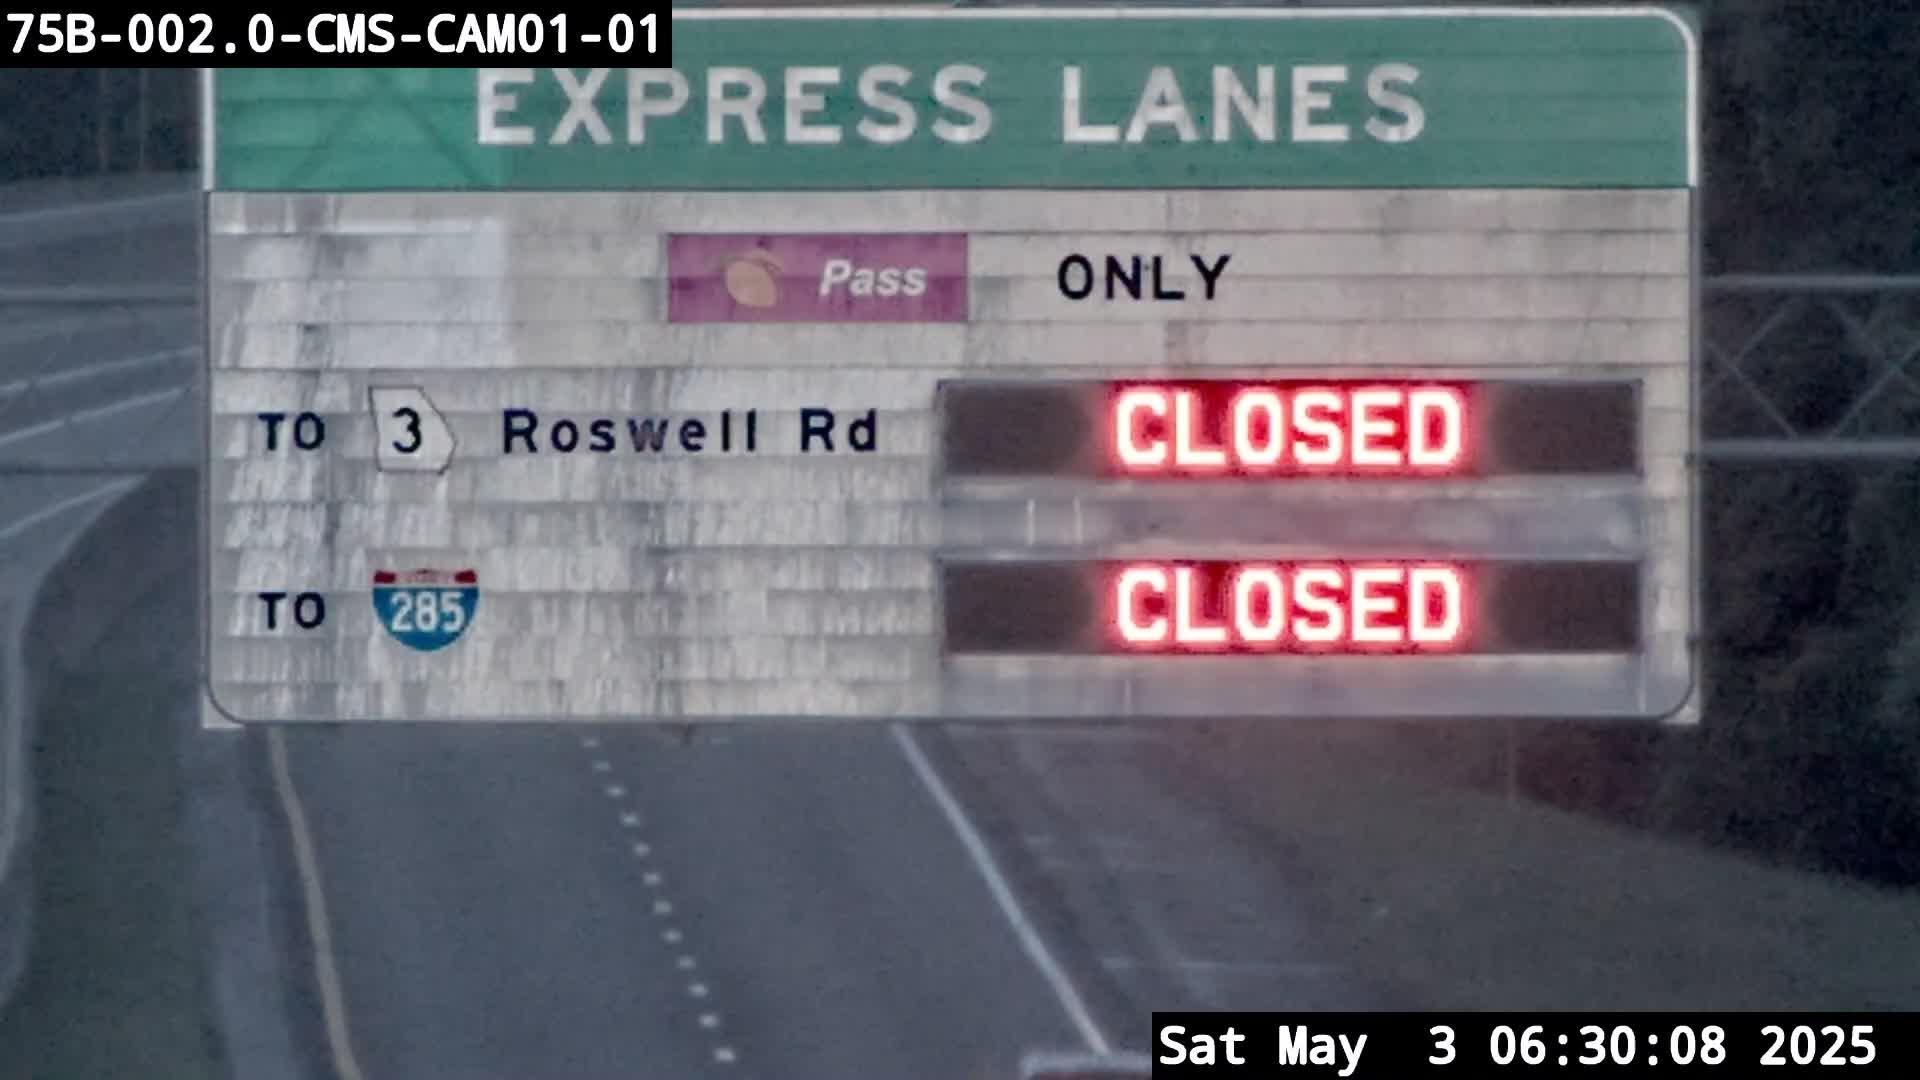 75B-002.0-CMS-CAM01-01
EXPRESS LANES
Pass ONLY
TO 3 Roswell Rd CLOSED
TO 285 CLOSED
Sat May 3 06:30:08 2025